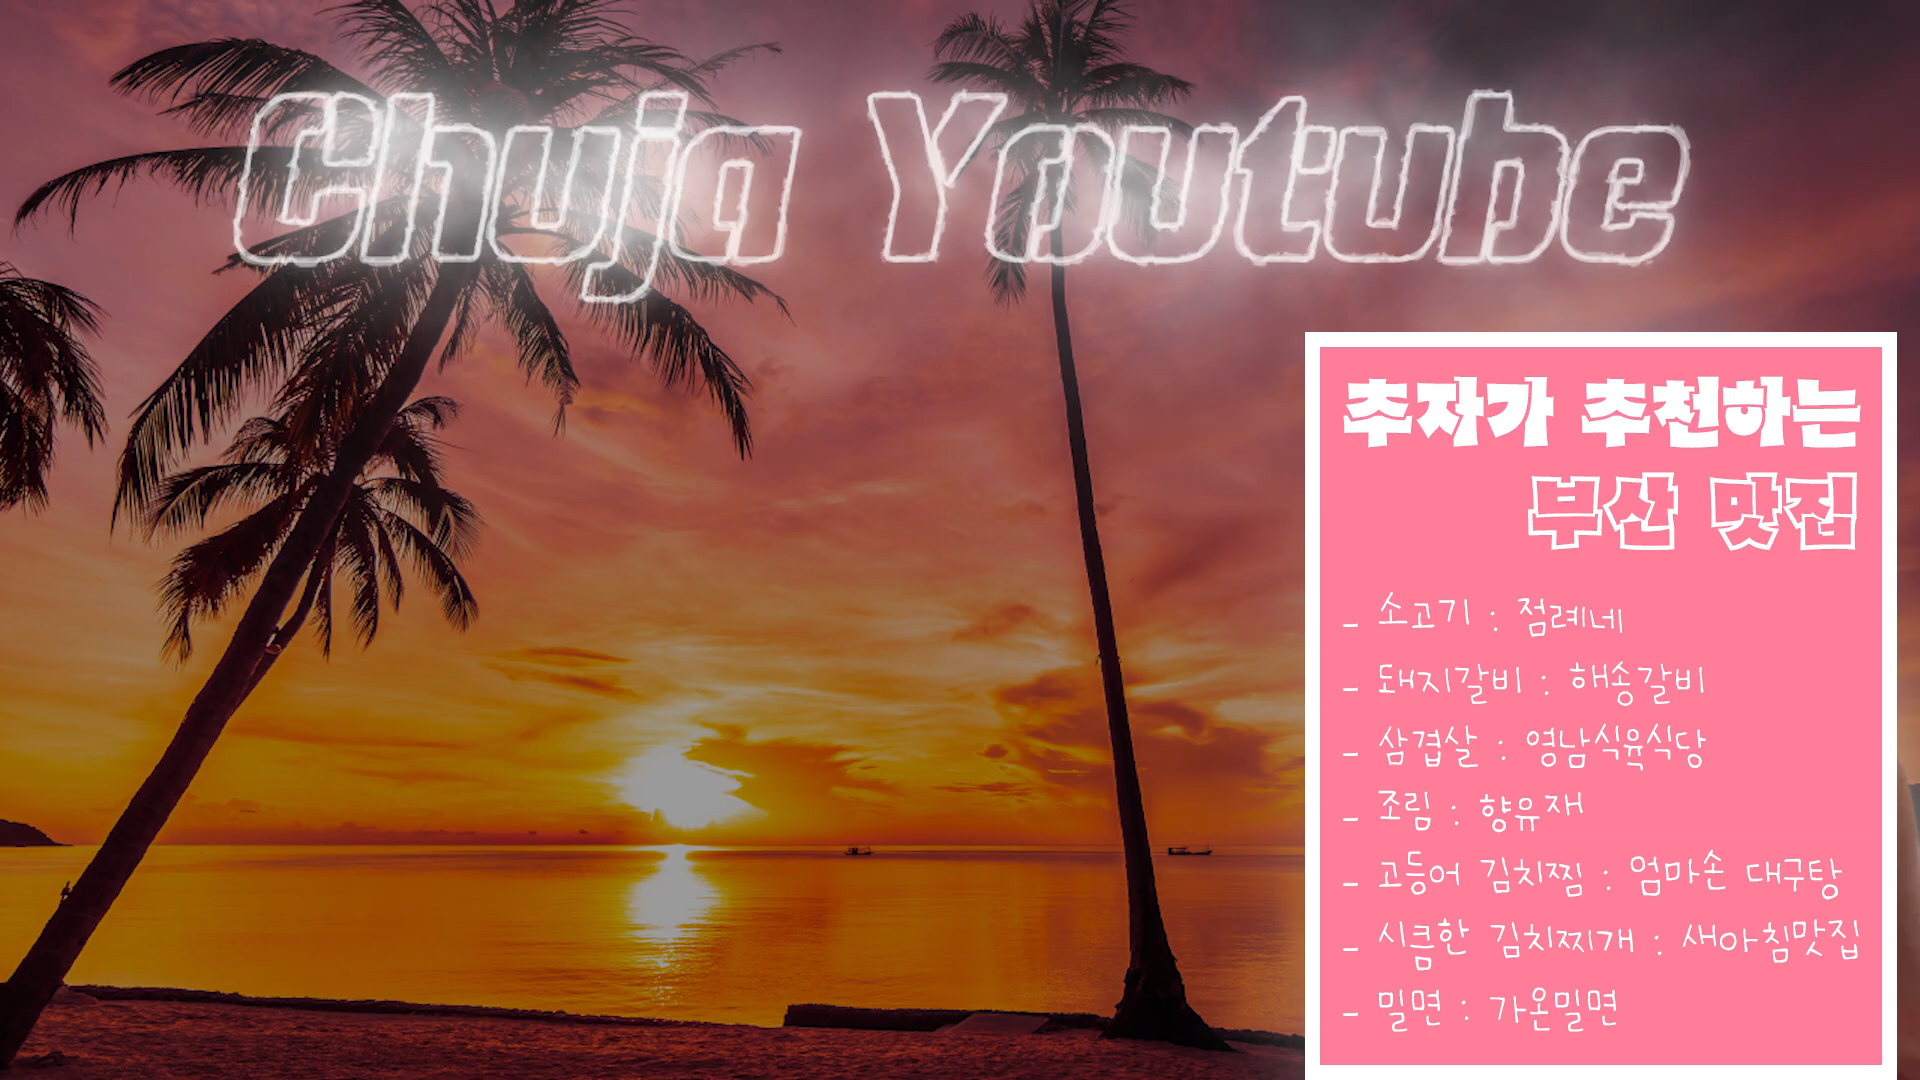 Chuja Youtube
추자가 추천하는
부산 맛집
- 소고기 : 점례네
- 돼지갈비 : 해송갈비
- 삼겹살 : 영남식육식당
- 조림 : 향유재
- 고등어 김치찜 : 엄마손 대구탕
- 시큼한 김치찌개 : 새아침맛집
- 밀면 : 가온밀면